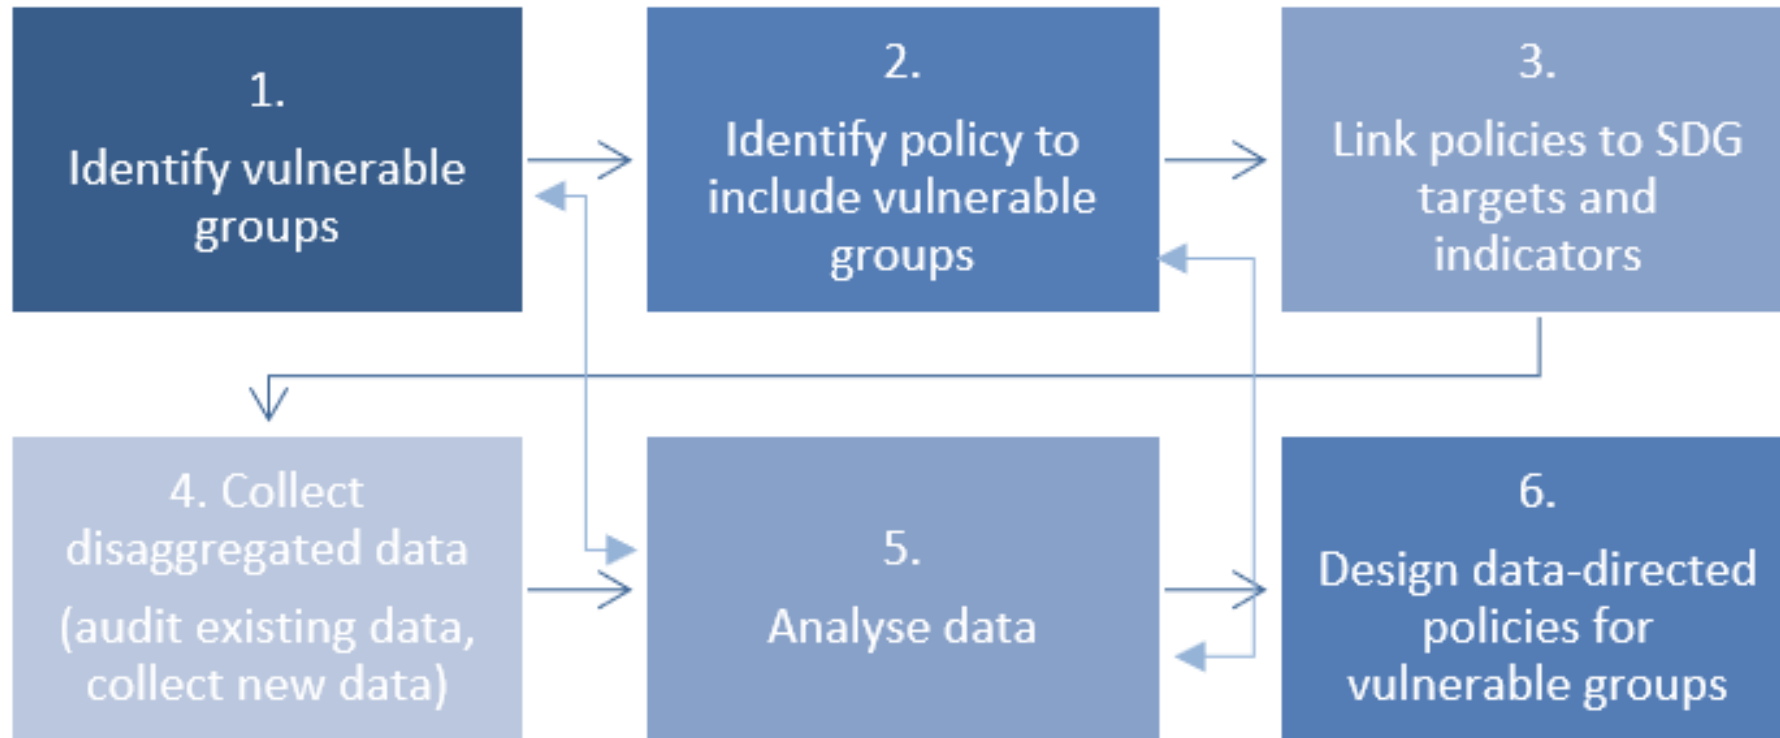 1.
Identify vulnerable
groups
2.
Identify policy to
include vulnerable
groups
3.
Link policies to SDG
targets and
indicators
4. Collect
disaggregated data
(audit existing data,
collect new data)
5.
Analyse data
6.
Design data-directed
policies for
vulnerable groups